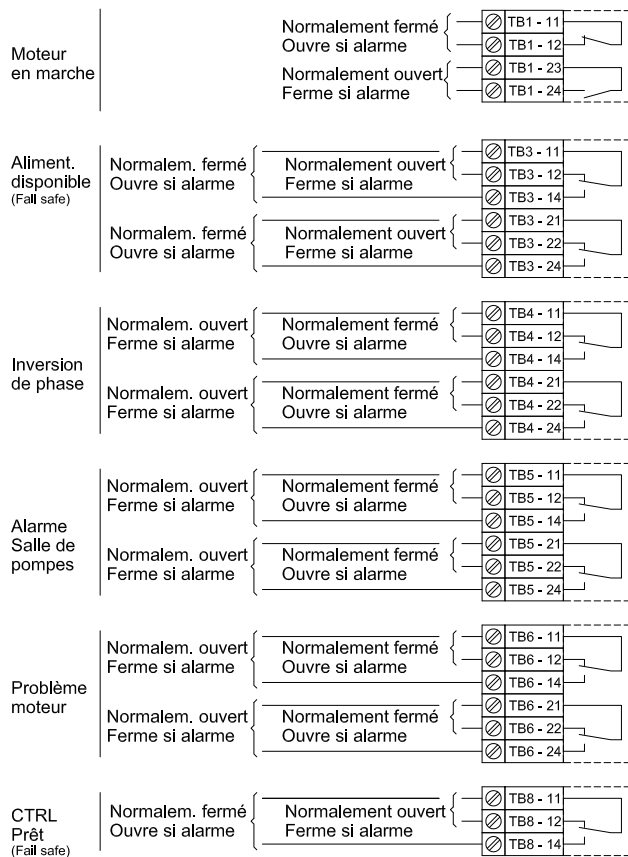 Moteur
en marche
Normalement fermé
Ouvre si alarme
Normalement ouvert
Ferme si alarme
TB1 - 11
TB1 - 12
TB1 - 23
TB1 - 24
Aliment.
disponible
(Fail safe)
Normalem. fermé
Ouvre si alarme
Normalement ouvert
Ferme si alarme
TB3 - 11
TB3 - 12
TB3 - 14
Normalem. fermé
Ouvre si alarme
Normalement ouvert
Ferme si alarme
TB3 - 21
TB3 - 22
TB3 - 24
Inversion
de phase
Normalem. ouvert
Ferme si alarme
Normalement fermé
Ouvre si alarme
TB4 - 11
TB4 - 12
TB4 - 14
Normalem. ouvert
Ferme si alarme
Normalement fermé
Ouvre si alarme
TB4 - 21
TB4 - 22
TB4 - 24
Alarme
Salle de
pompes
Normalem. ouvert
Ferme si alarme
Normalement fermé
Ouvre si alarme
TB5 - 11
TB5 - 12
TB5 - 14
Normalem. ouvert
Ferme si alarme
Normalement fermé
Ouvre si alarme
TB5 - 21
TB5 - 22
TB5 - 24
Problème
moteur
Normalem. ouvert
Ferme si alarme
Normalement fermé
Ouvre si alarme
TB6 - 11
TB6 - 12
TB6 - 14
Normalem. ouvert
Ferme si alarme
Normalement fermé
Ouvre si alarme
TB6 - 21
TB6 - 22
TB6 - 24
CTRL
Prêt
(Fail safe)
Normalem. fermé
Ouvre si alarme
Normalement ouvert
Ferme si alarme
TB8 - 11
TB8 - 12
TB8 - 14